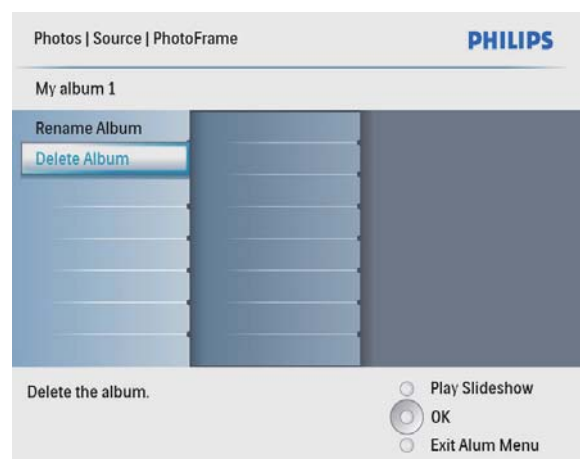 Photos | Source | PhotoFrame
PHILIPS
My album 1
Rename Album
Delete Album
Delete the album.
Play Slideshow
OK
Exit Alum Menu